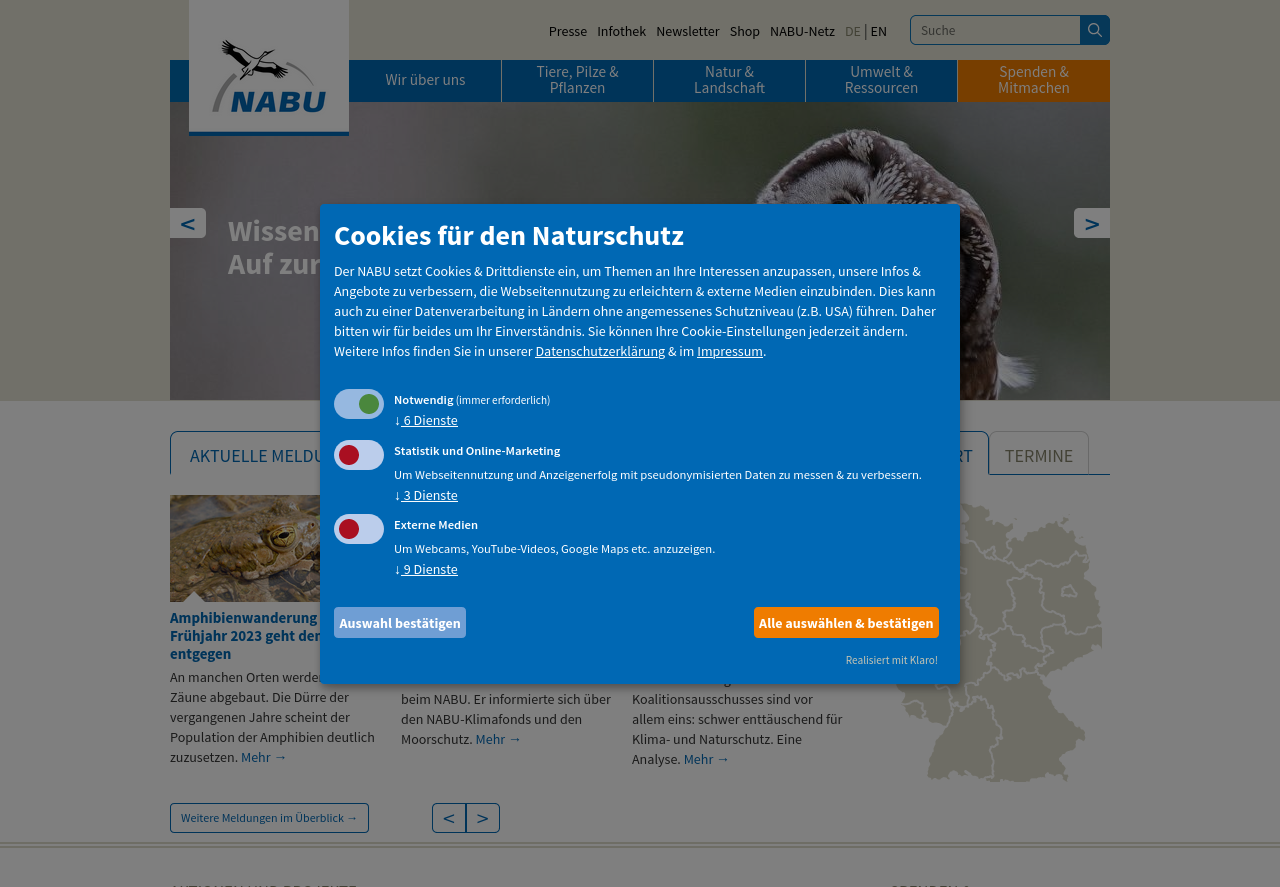 Presse Infothek Newsletter Shop NABU-Netz DE | EN Suche
NABU
Wir über uns
Tiere, Pilze &
Pflanzen
Natur &
Landschaft
Umwelt &
Ressourcen
Spenden &
Mitmachen
< >
Wissen
Auf zur
Cookies für den Naturschutz
Der NABU setzt Cookies & Drittdienste ein, um Themen an Ihre Interessen anzupassen, unsere Infos &
Angebote zu verbessern, die Webseitennutzung zu erleichtern & externe Medien einzubinden. Dies kann
auch zu einer Datenverarbeitung in Ländern ohne angemessenes Schutzniveau (z.B. USA) führen. Daher
bitten wir für beides um Ihr Einverständnis. Sie können Ihre Cookie-Einstellungen jederzeit ändern.
Weitere Infos finden Sie in unserer Datenschutzerklärung & im Impressum.
Notwendig (immer erforderlich)
↓ 6 Dienste
Statistik und Online-Marketing
Um Webseitennutzung und Anzeigenerfolg mit pseudonymisierten Daten zu messen & zu verbessern.
↓ 3 Dienste
Externe Medien
Um Webcams, YouTube-Videos, Google Maps etc. anzuzeigen.
↓ 9 Dienste
Auswahl bestätigen
Alle auswählen & bestätigen
Realisiert mit Klaro!
AKTUELLE MELDU
RT
TERMINE
Amphibienwanderung
Frühjahr 2023 geht der
entgegen
An manchen Orten werde
Zäune abgebaut. Die Dürre der
vergangenen Jahre scheint der
Population der Amphibien deutlich
zuzusetzen. Mehr →
beim NABU. Er informierte sich über
den NABU-Klimafonds und den
Moorschutz. Mehr →
Koalitionsausschusses sind vor
allem eins: schwer enttäuschend für
Klima- und Naturschutz. Eine
Analyse. Mehr →
Weitere Meldungen im Überblick →
< >